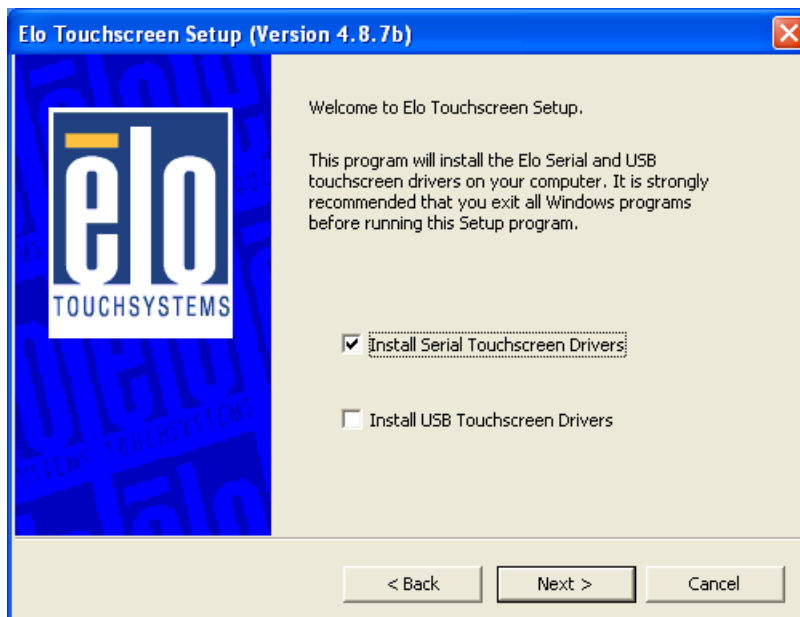 Elo Touchscreen Setup (Version 4.8.7b)
elo
TOUCHSYSTEMS
Welcome to Elo Touchscreen Setup.
This program will install the Elo Serial and USB
touchscreen drivers on your computer. It is strongly
recommended that you exit all Windows programs
before running this Setup program.
Install Serial Touchscreen Drivers
Install USB Touchscreen Drivers
< Back
Next >
Cancel